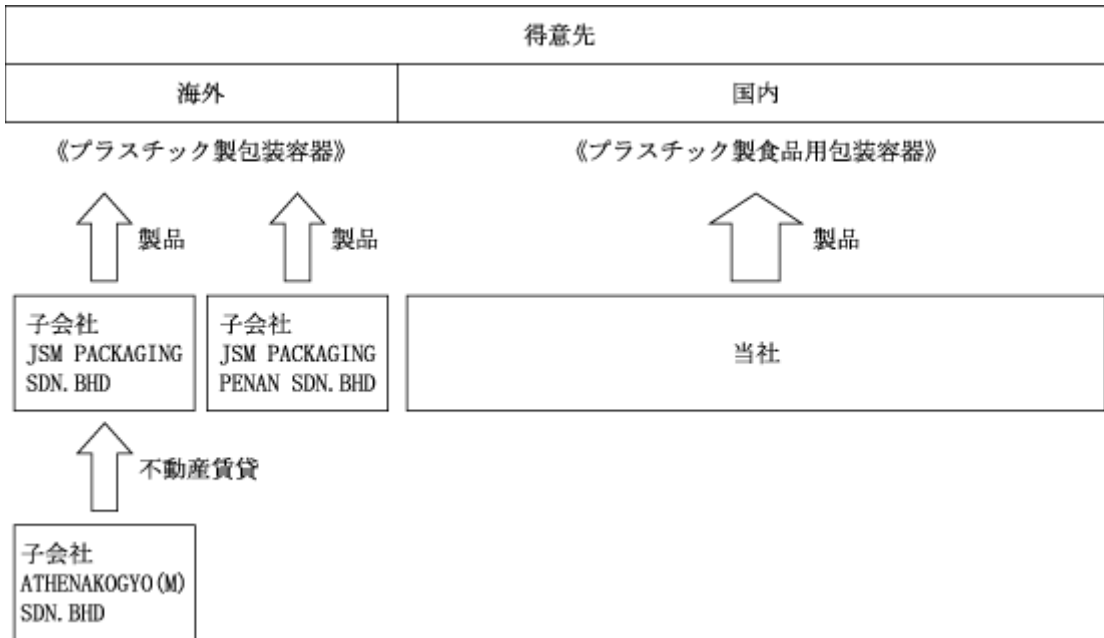 得意先
海外
国内
《プラスチック製包装容器》
《プラスチック製食品用包装容器》
製品
製品
製品
子会社
JSM PACKAGING
SDN.BHD
子会社
JSM PACKAGING
PENAN SDN.BHD
当社
不動産賃貸
子会社
ATHENAKOGYO(M)
SDN.BHD